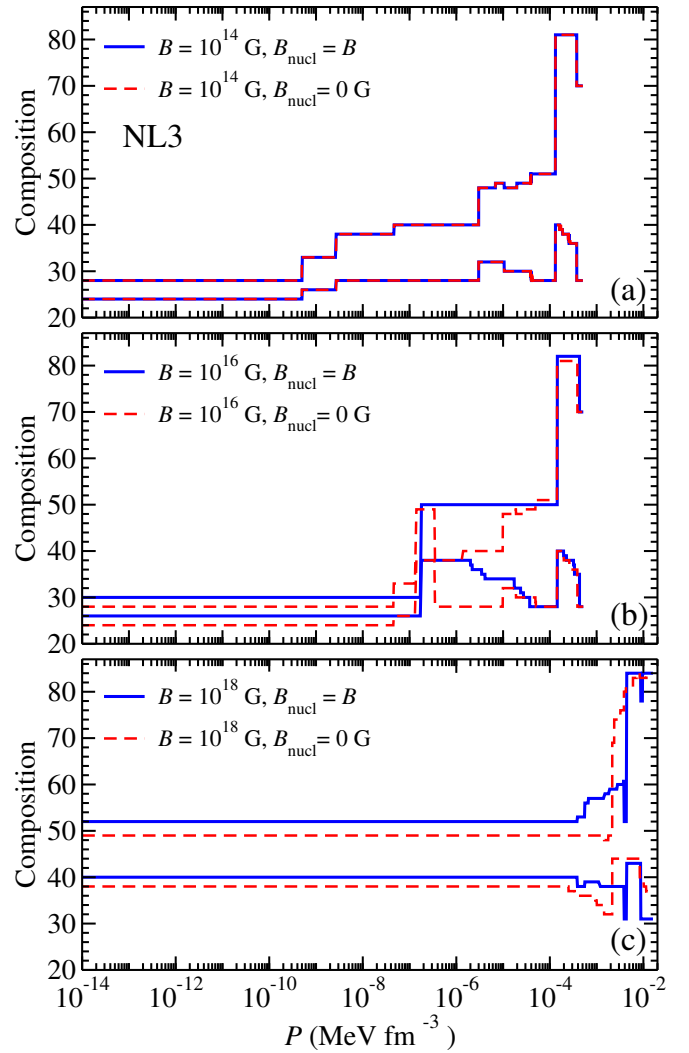 80
70
60
50
40
30
20
Composition
B = 10^14 G, B_nucl = B
B = 10^14 G, B_nucl = 0 G
NL3
(a)
80
70
60
50
40
30
20
Composition
B = 10^16 G, B_nucl = B
B = 10^16 G, B_nucl = 0 G
(b)
80
70
60
50
40
30
20
Composition
B = 10^18 G, B_nucl = B
B = 10^18 G, B_nucl = 0 G
(c)
10^-14 10^-12 10^-10 10^-8 10^-6 10^-4 10^-2
P (MeV fm^-3)